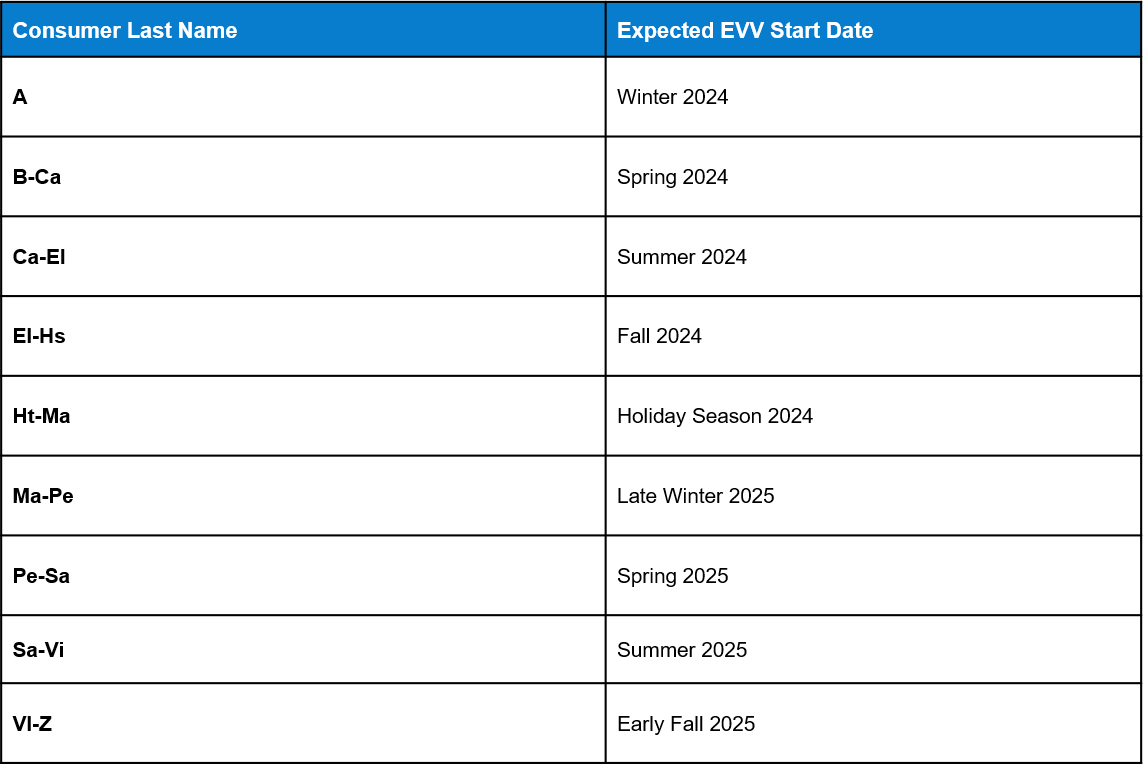 Consumer Last Name Expected EVV Start Date
A Winter 2024
B-Ca Spring 2024
Ca-El Summer 2024
El-Hs Fall 2024
Ht-Ma Holiday Season 2024
Ma-Pe Late Winter 2025
Pe-Sa Spring 2025
Sa-Vi Summer 2025
Vl-Z Early Fall 2025